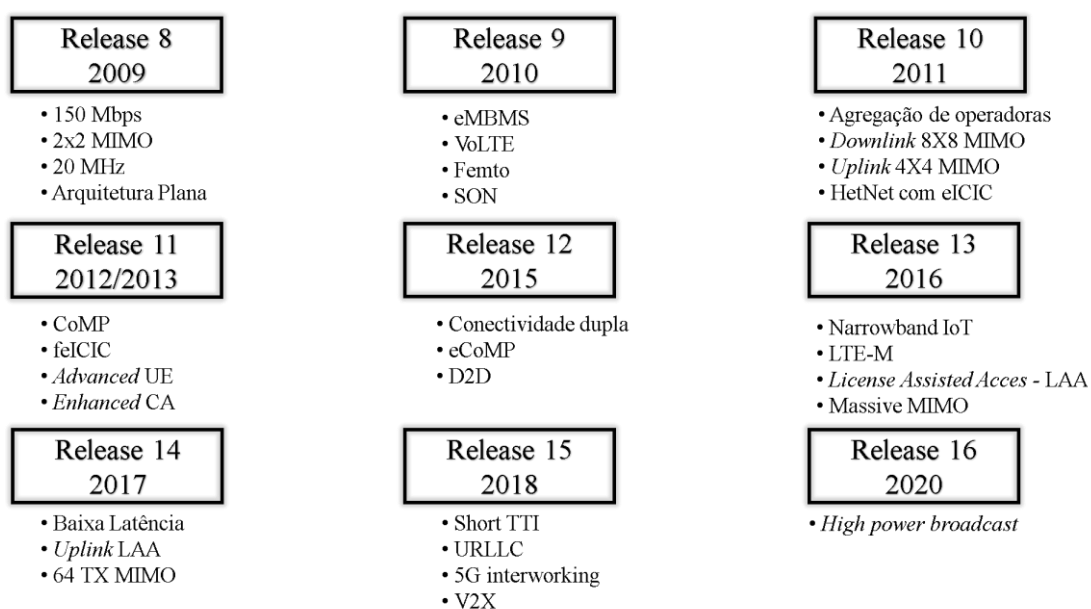 Release 8
2009
• 150 Mbps
• 2x2 MIMO
• 20 MHz
• Arquitetura Plana
Release 9
2010
• eMBMS
• VoLTE
• Femto
• SON
Release 10
2011
• Agregação de operadoras
• Downlink 8X8 MIMO
• Uplink 4X4 MIMO
• HetNet com eICIC
Release 11
2012/2013
• CoMP
• feICIC
• Advanced UE
• Enhanced CA
Release 12
2015
• Conectividade dupla
• eCoMP
• D2D
Release 13
2016
• Narrowband IoT
• LTE-M
• License Assisted Acces - LAA
• Massive MIMO
Release 14
2017
• Baixa Latência
• Uplink LAA
• 64 TX MIMO
Release 15
2018
• Short TTI
• URLLC
• 5G interworking
• V2X
Release 16
2020
• High power broadcast